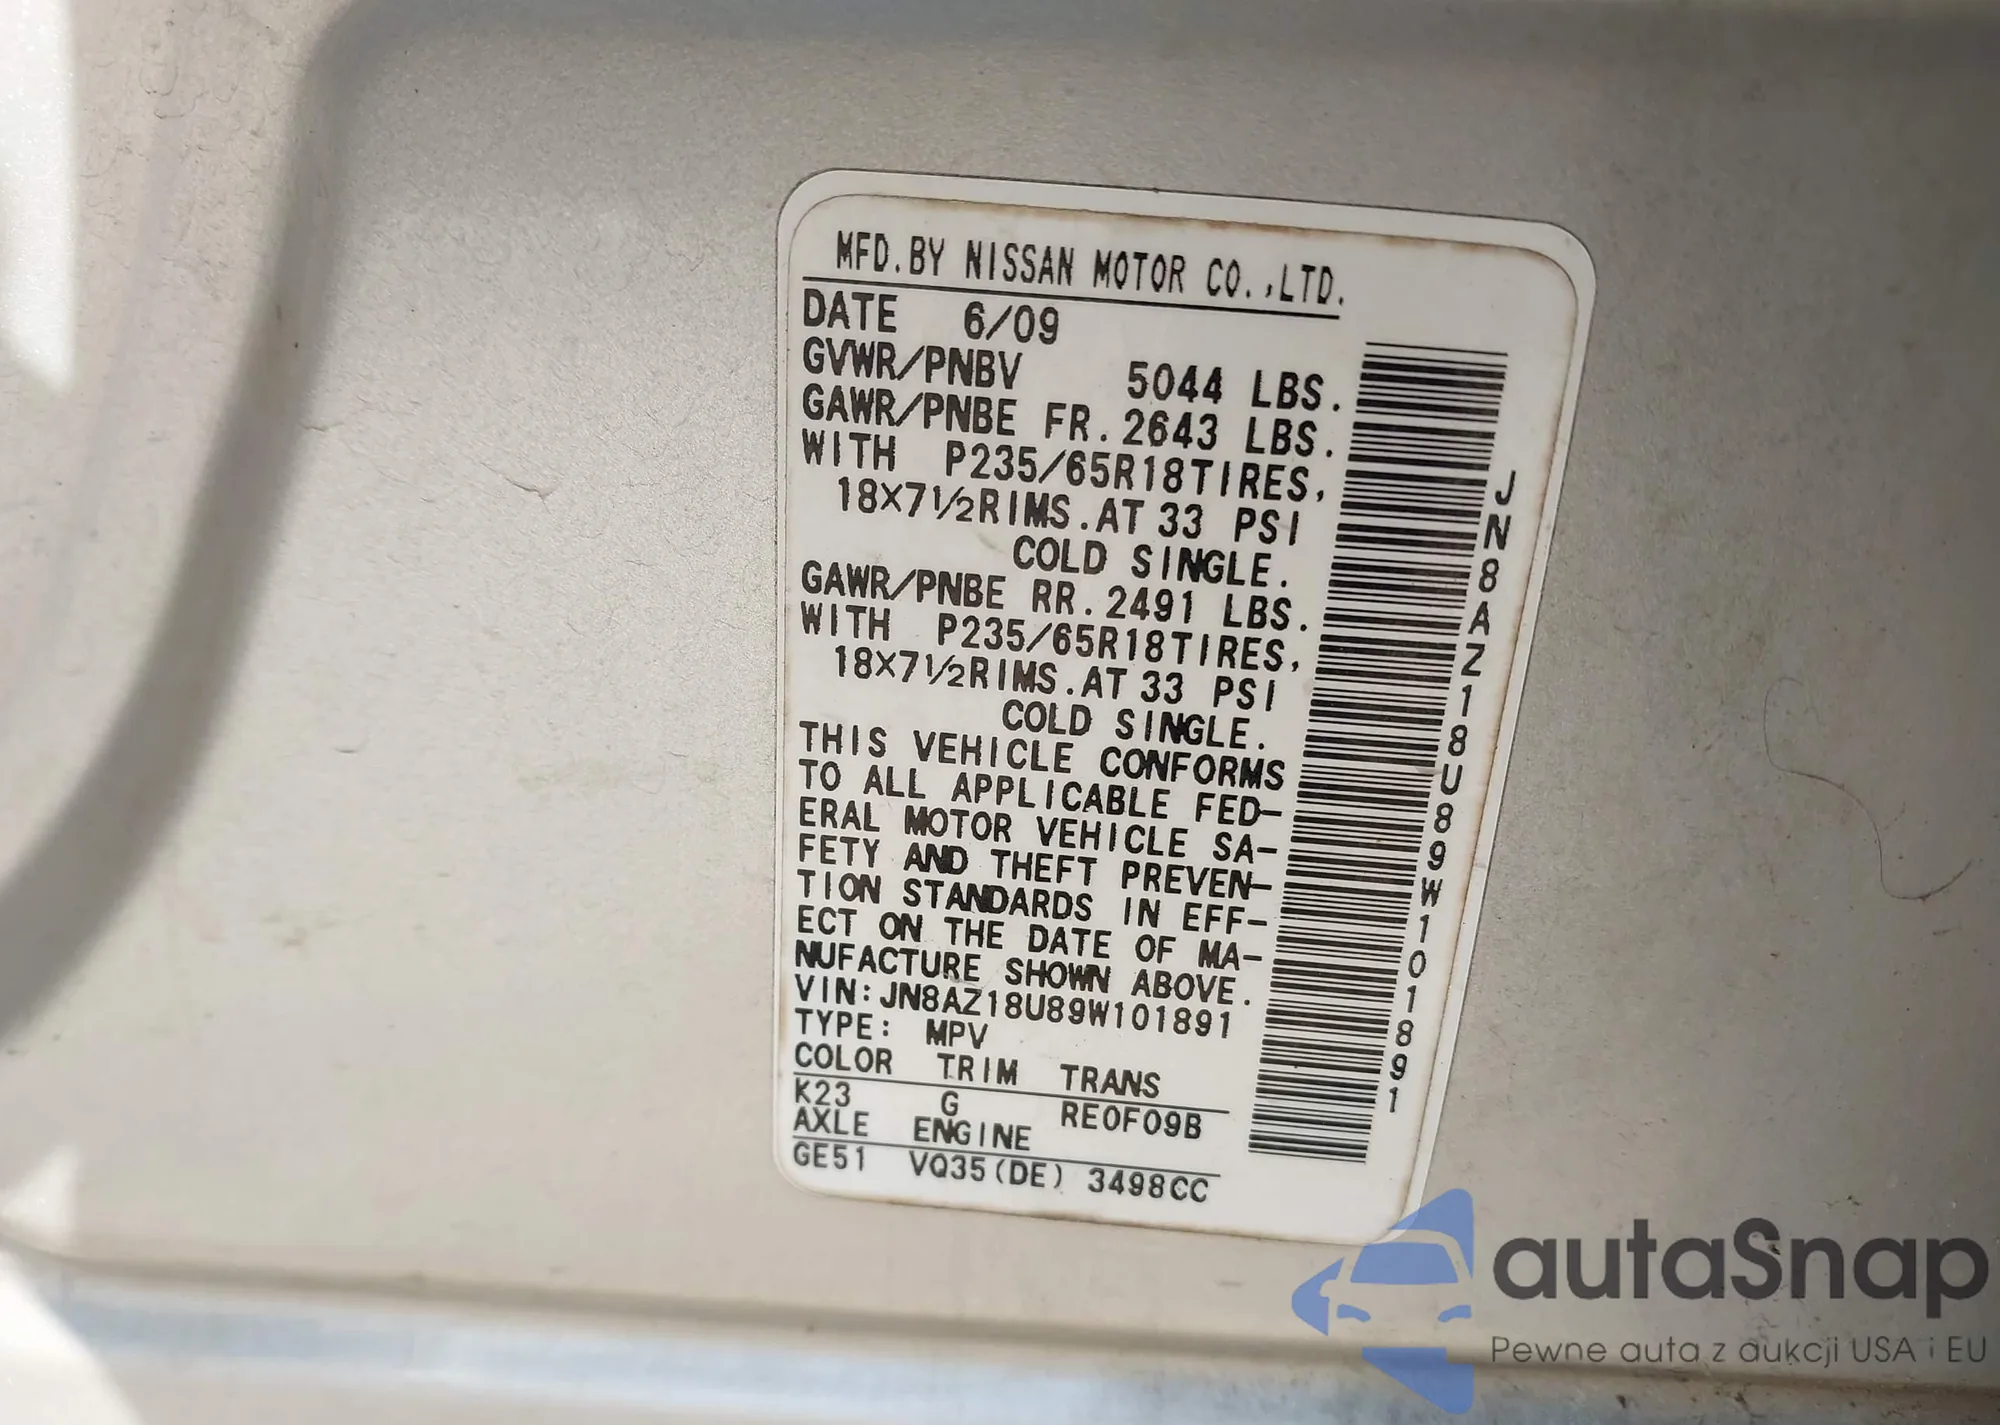 MFD.BY NISSAN MOTOR CO.,LTD.
DATE 6/09
GVWR/PNBV 5044 LBS.
GAWR/PNBE FR.2643 LBS.
WITH P235/65R18TIRES,
18X7½RIMS.AT 33 PSI
COLD SINGLE.
GAWR/PNBE RR.2491 LBS.
WITH P235/65R18TIRES,
18X7½RIMS.AT 33 PSI
COLD SINGLE.
THIS VEHICLE CONFORMS
TO ALL APPLICABLE FED-
ERAL MOTOR VEHICLE SA-
FETY AND THEFT PREVEN-
TION STANDARDS IN EFF-
ECT ON THE DATE OF MA-
NUFACTURE SHOWN ABOVE.
VIN:JN8AZ18U89W101891
TYPE: MPV
COLOR TRIM TRANS
K23 G RE0F09B
AXLE ENGINE
GE51 VQ35(DE) 3498CC
JN8AZ18U89W101891
autaSnap
Pewne auta z aukcji USA i EU